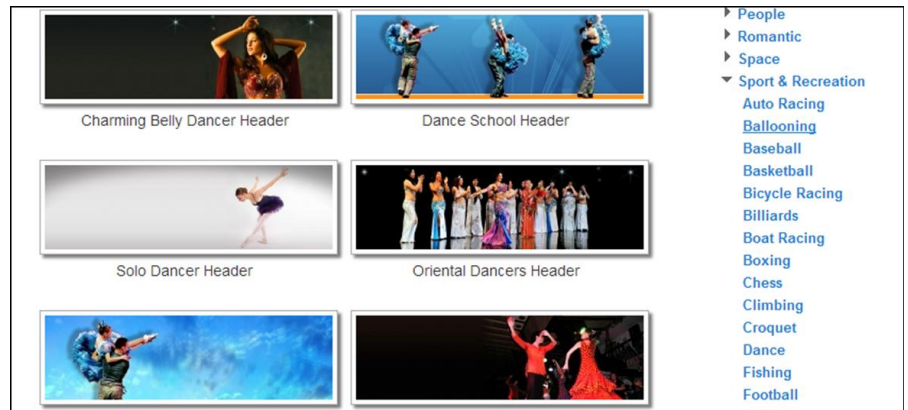 Charming Belly Dancer Header
Dance School Header
Solo Dancer Header
Oriental Dancers Header
People
Romantic
Space
Sport & Recreation
Auto Racing
Ballooning
Baseball
Basketball
Bicycle Racing
Billiards
Boat Racing
Boxing
Chess
Climbing
Croquet
Dance
Fishing
Football